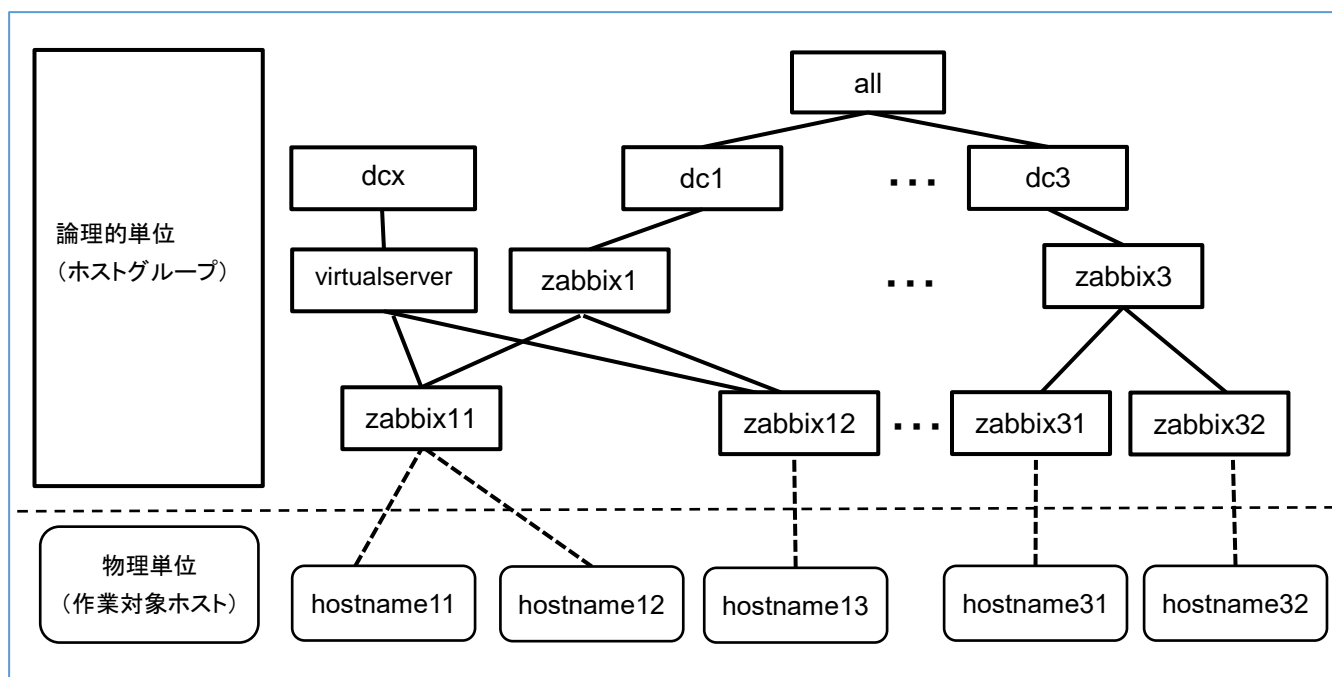 all
dcx
dc1
...
dc3
論理的単位
（ホストグループ）
virtualserver
zabbix1
...
zabbix3
zabbix11
zabbix12
...
zabbix31
zabbix32
物理単位
（作業対象ホスト）
hostname11
hostname12
hostname13
hostname31
hostname32